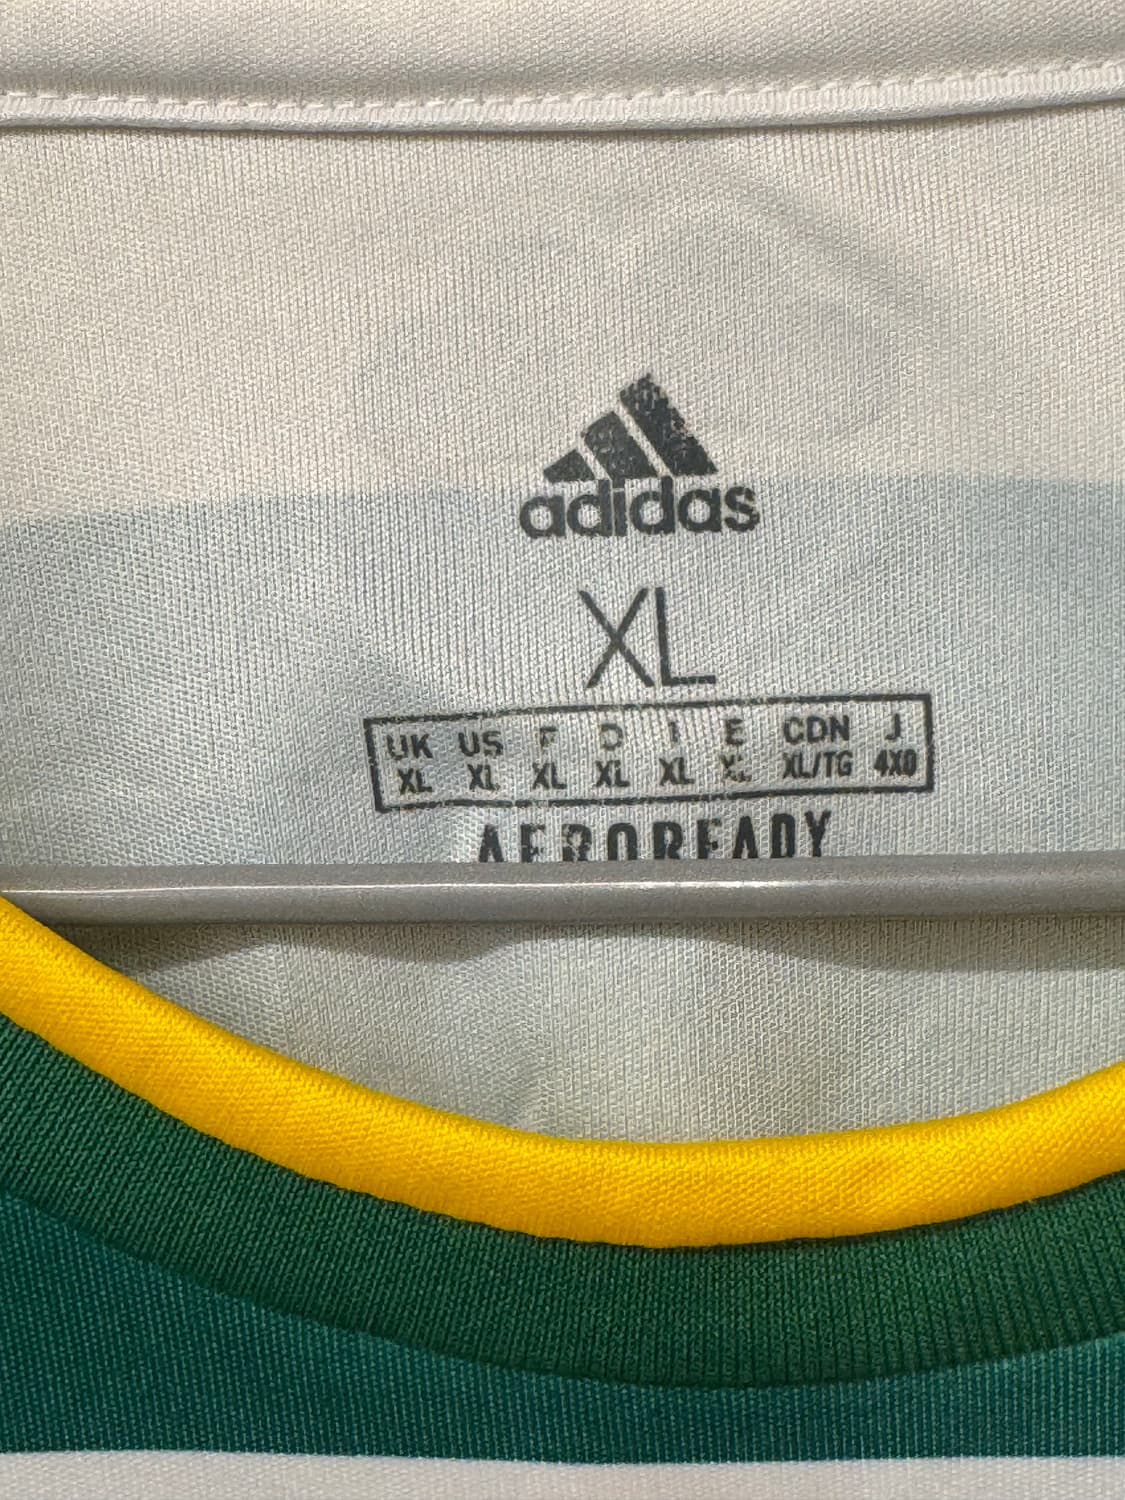 adidas
XL
UK US F D I E CDN J
XL XL XL XL XL XL XL/TG 4XO
AEROREADY